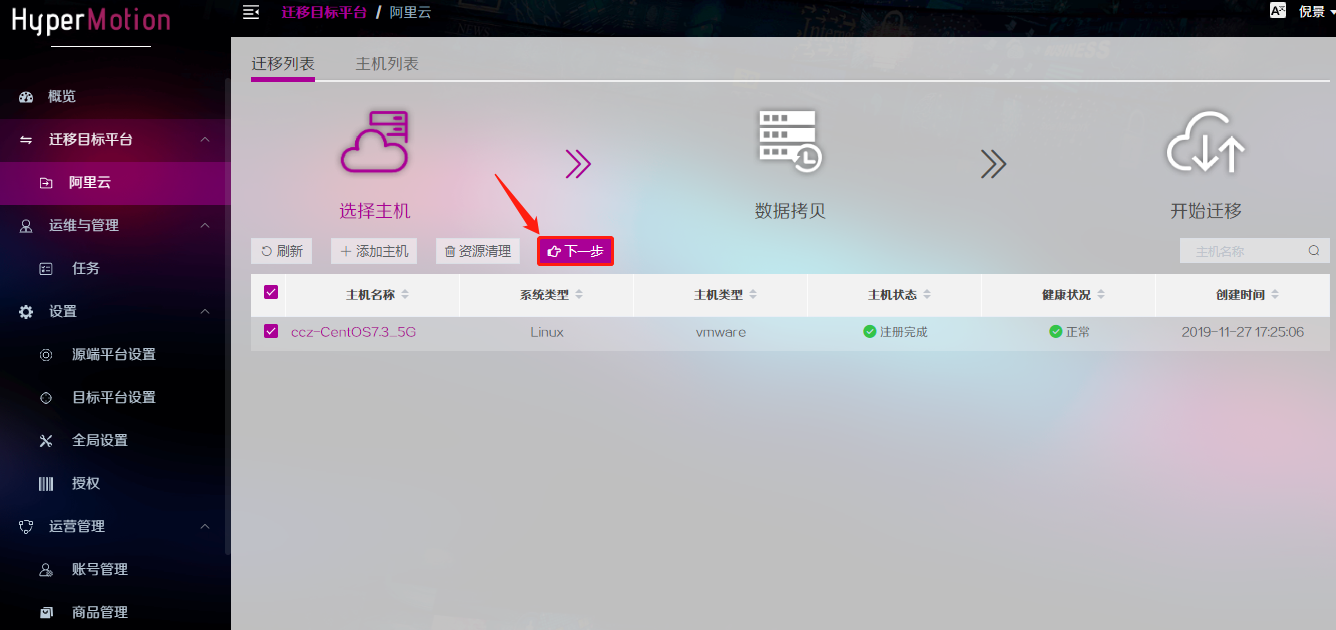 HyperMotion
迁移目标平台 / 阿里云
倪景
概览
迁移目标平台
阿里云
运维与管理
任务
设置
源端平台设置
目标平台设置
全局设置
授权
运营管理
账号管理
商品管理
迁移列表 主机列表
选择主机 数据拷贝 开始迁移
刷新 添加主机 资源清理 下一步 主机名称
主机名称 系统类型 主机类型 主机状态 健康状况 创建时间
ccz-CentOS7.3_5G Linux vmware 注册完成 正常 2019-11-27 17:25:06